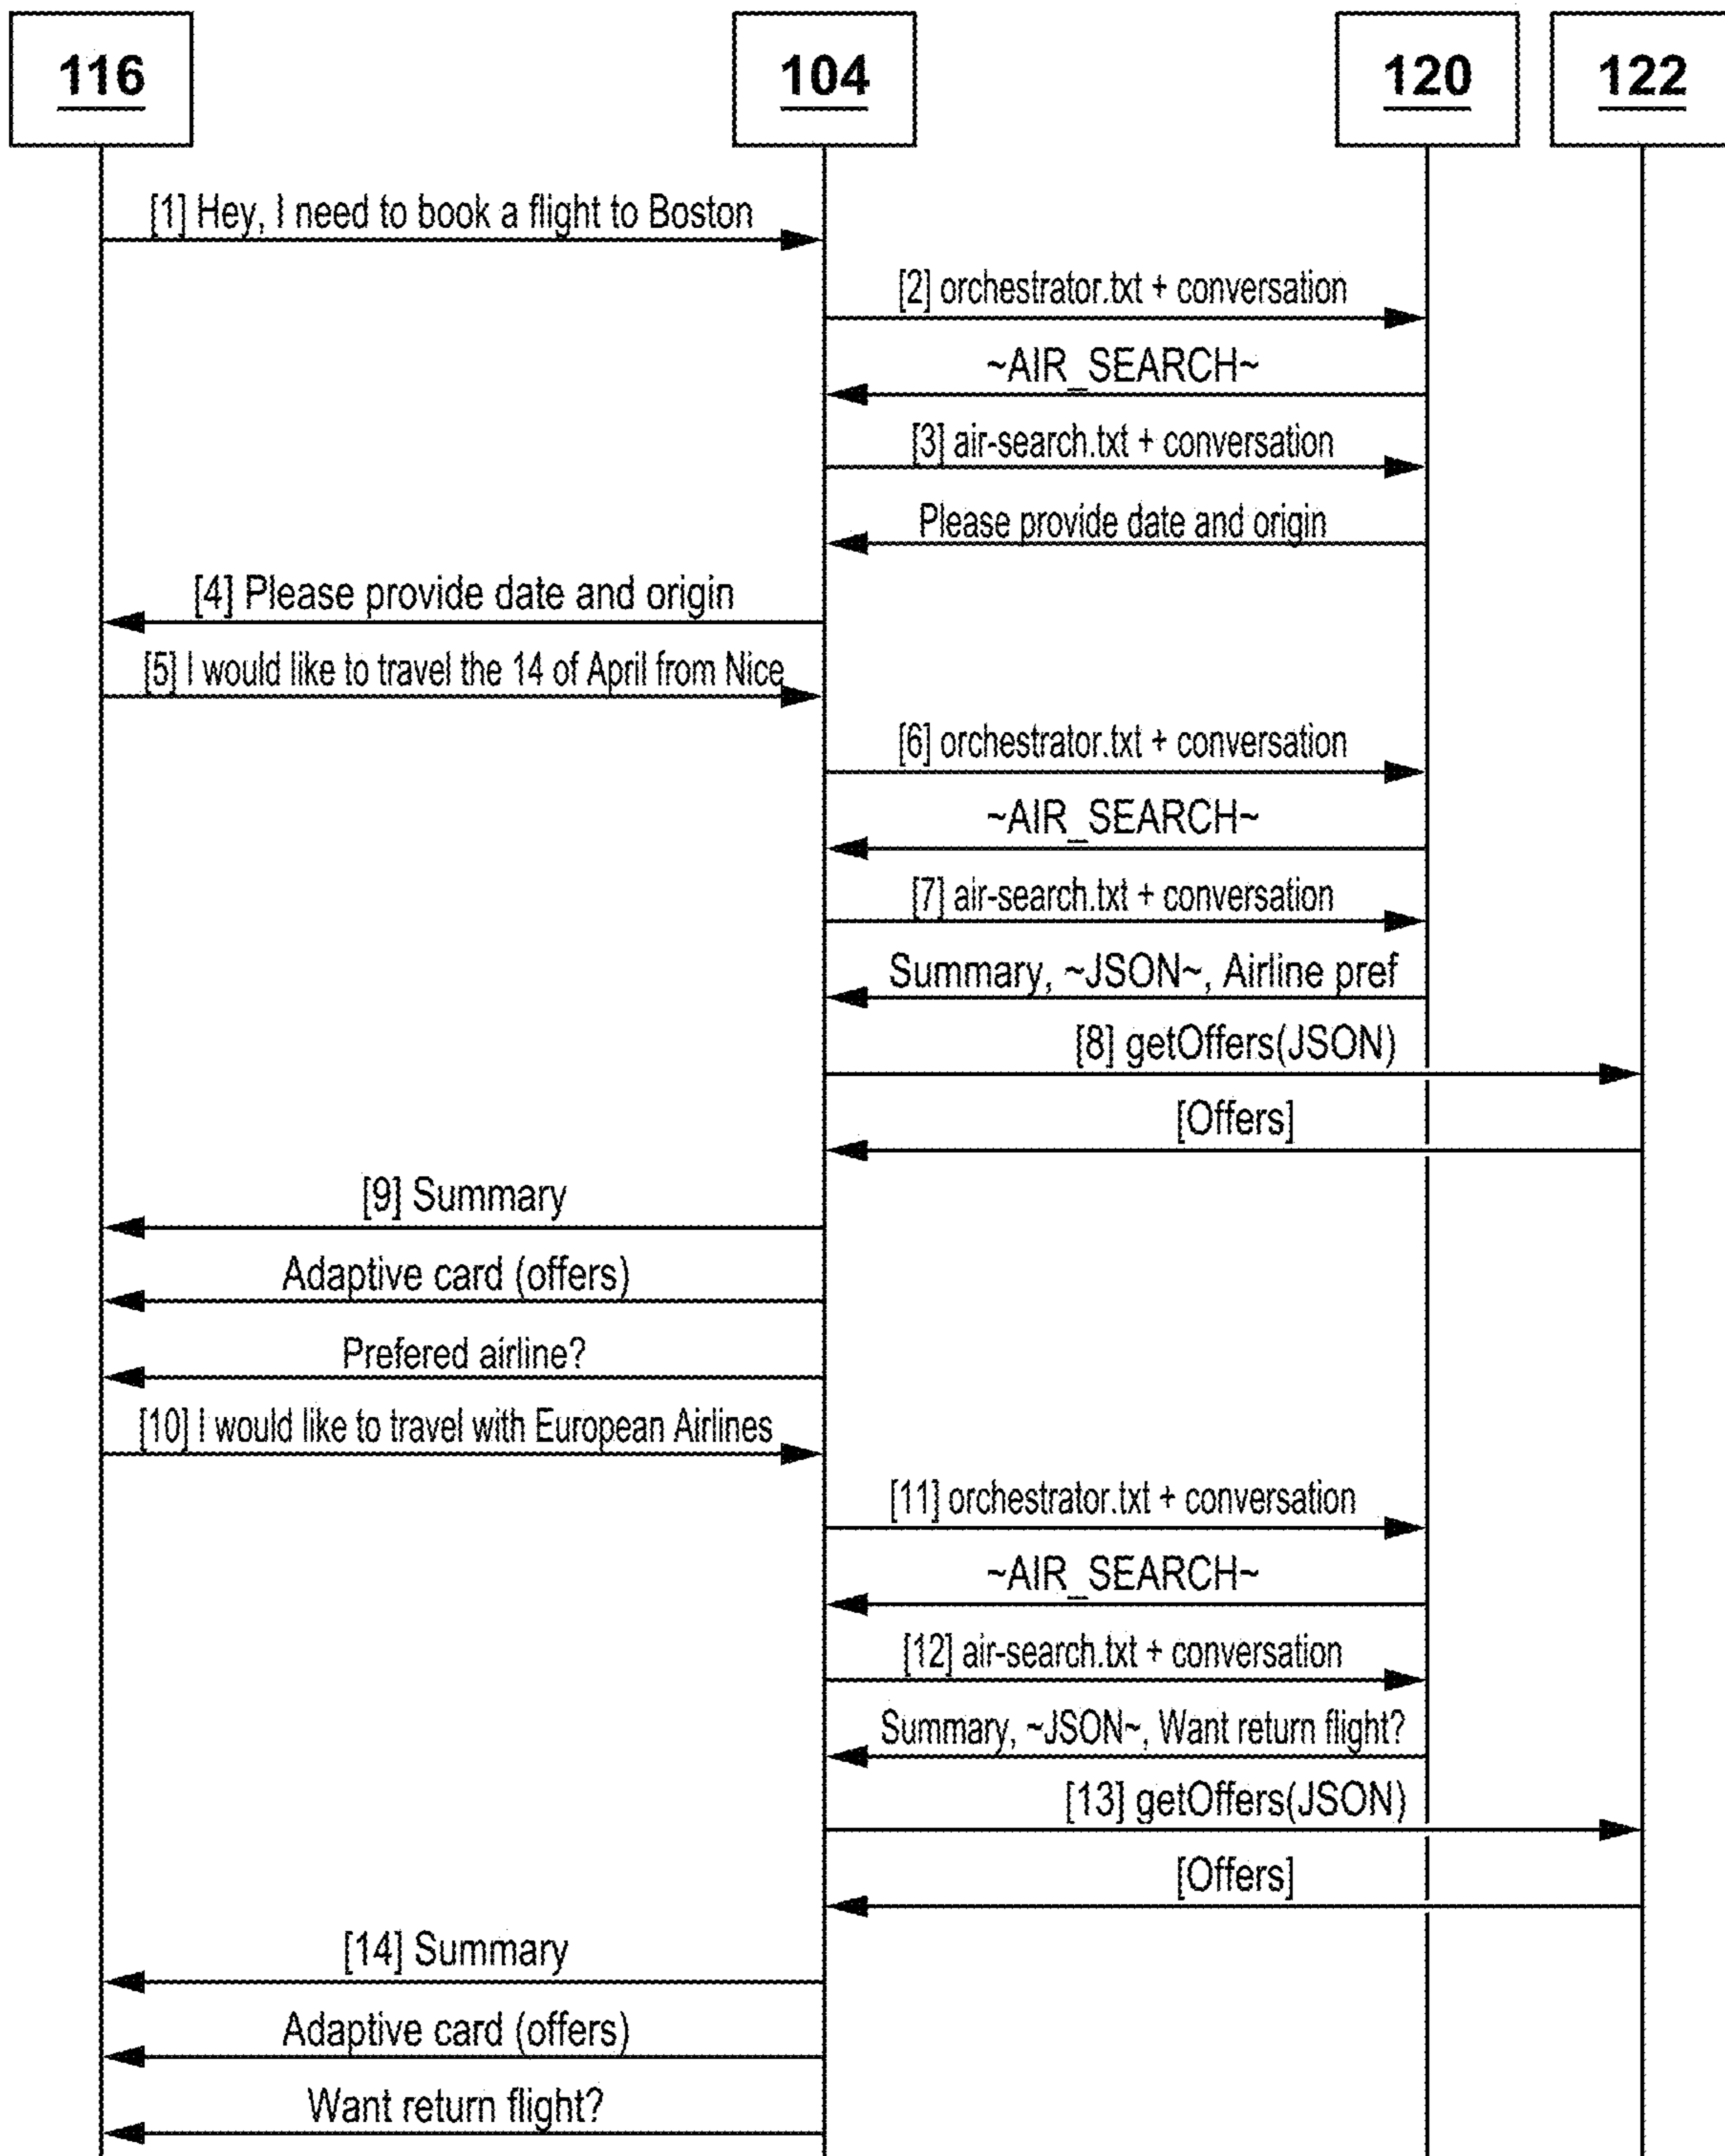 116
104
120
122
[1] Hey, I need to book a flight to Boston
[2] orchestrator.txt + conversation
~AIR_SEARCH~
[3] air-search.txt + conversation
Please provide date and origin
[4] Please provide date and origin
[5] I would like to travel the 14 of April from Nice
[6] orchestrator.txt + conversation
~AIR_SEARCH~
[7] air-search.txt + conversation
Summary, ~JSON~, Airline pref
[8] getOffers(JSON)
[Offers]
[9] Summary
Adaptive card (offers)
Prefered airline?
[10] I would like to travel with European Airlines
[11] orchestrator.txt + conversation
~AIR_SEARCH~
[12] air-search.txt + conversation
Summary, ~JSON~, Want return flight?
[13] getOffers(JSON)
[Offers]
[14] Summary
Adaptive card (offers)
Want return flight?